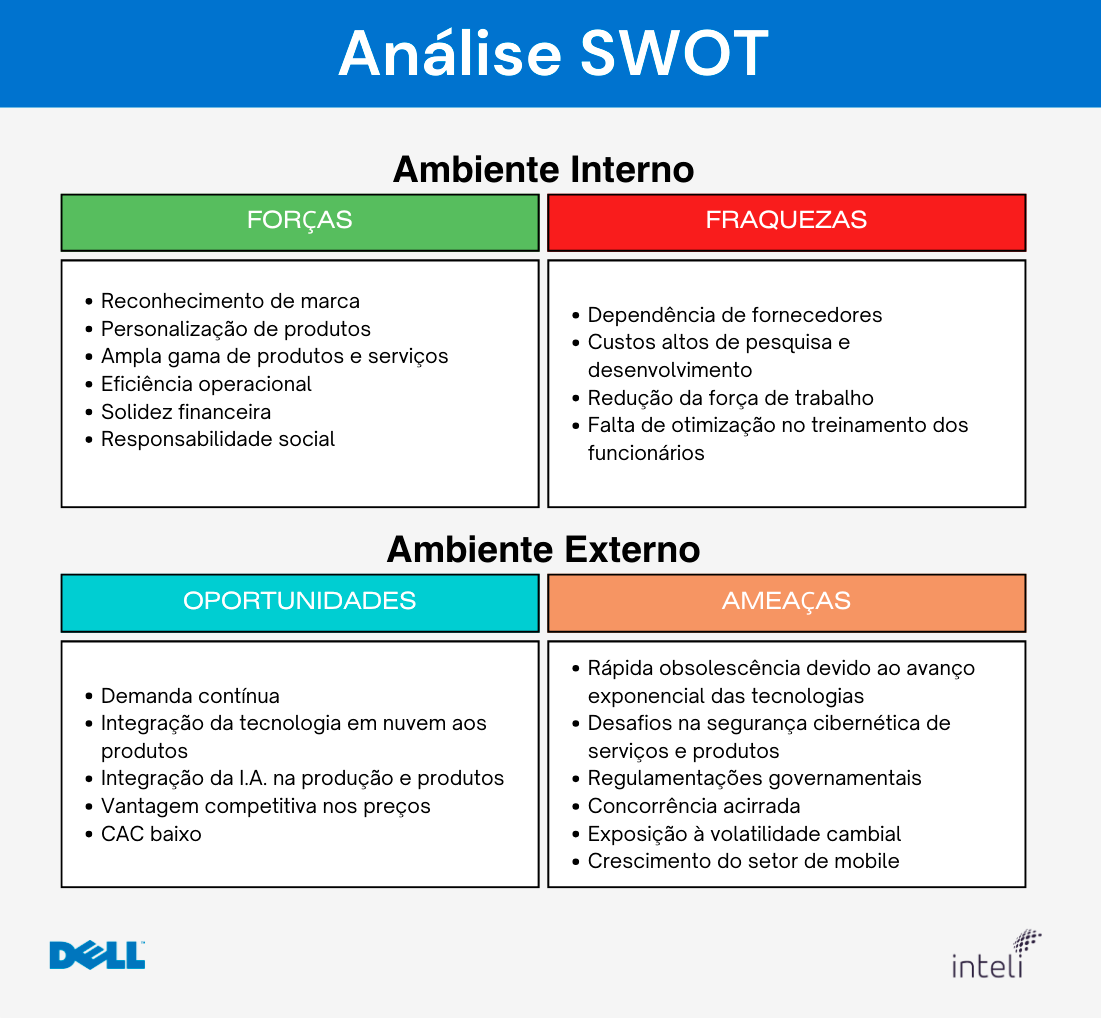 Análise SWOT
Ambiente Interno
FORÇAS
• Reconhecimento de marca
• Personalização de produtos
• Ampla gama de produtos e serviços
• Eficiência operacional
• Solidez financeira
• Responsabilidade social
FRAQUEZAS
• Dependência de fornecedores
• Custos altos de pesquisa e
desenvolvimento
• Redução da força de trabalho
• Falta de otimização no treinamento dos
funcionários
Ambiente Externo
OPORTUNIDADES
• Demanda contínua
• Integração da tecnologia em nuvem aos
produtos
• Integração da I.A. na produção e produtos
• Vantagem competitiva nos preços
• CAC baixo
AMEAÇAS
• Rápida obsolescência devido ao avanço
exponencial das tecnologias
• Desafios na segurança cibernética de
serviços e produtos
• Regulamentações governamentais
• Concorrência acirrada
• Exposição à volatilidade cambial
• Crescimento do setor de mobile
DELL™
inteli